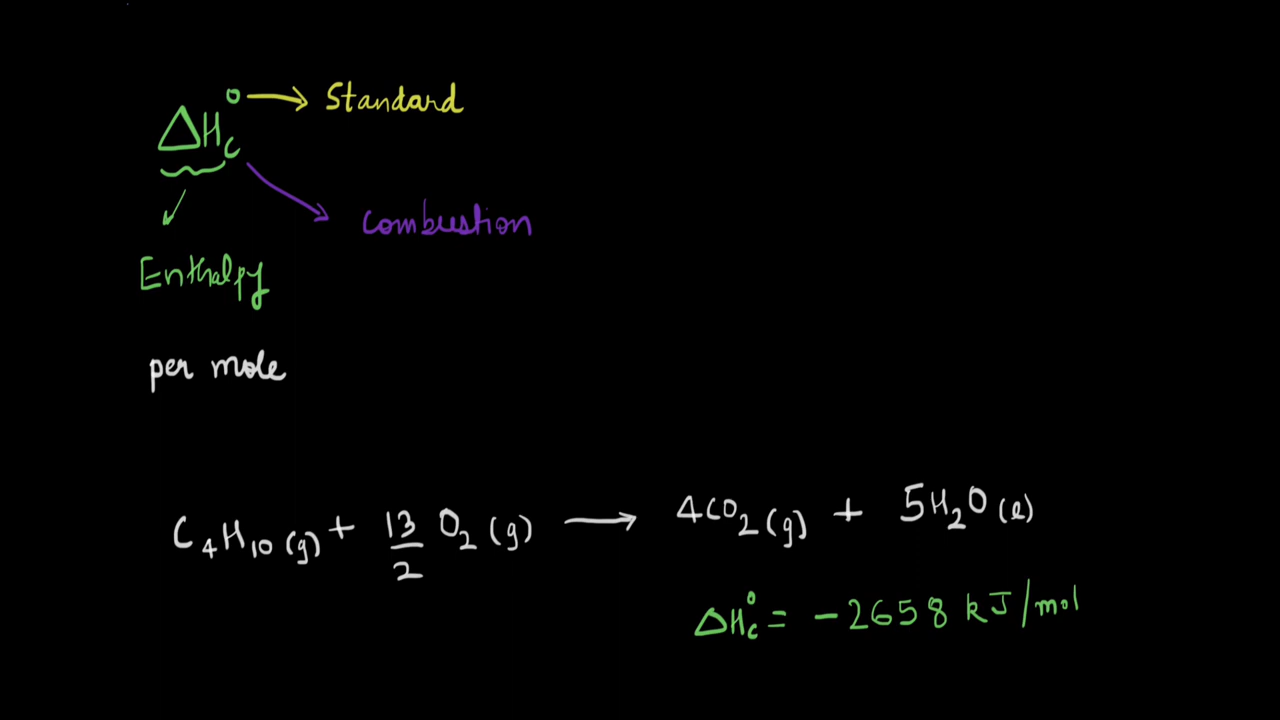 ΔH°c → Standard
Combustion
Enthalpy
per mole
C₄H₁₀(g) + 13/2 O₂(g) → 4CO₂(g) + 5H₂O(l)
ΔH°c = -2658 kJ/mol